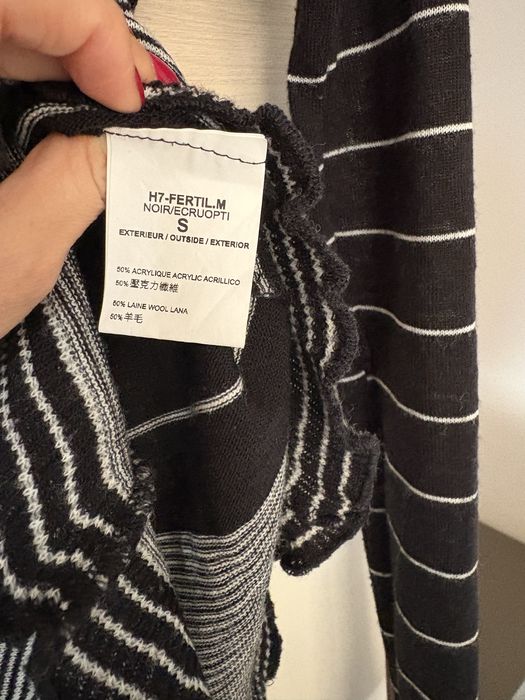 H7-FERTIL.M
NOIR/ECRUOPTI
S
EXTERIEUR / OUTSIDE / EXTERIOR
50% ACRYLIQUE ACRYLIC ACRILLICO
50% 壓克力纖維
50% LAINE WOOL LANA
50% 羊毛